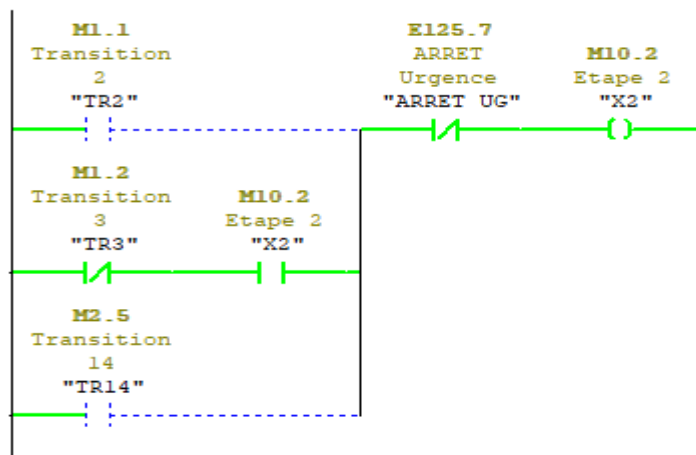 M1.1
Transition
2
"TR2"
E125.7
ARRET
Urgence
"ARRET UG"
M10.2
Etape 2
"X2"
M1.2
Transition
3
"TR3"
M10.2
Etape 2
"X2"
M2.5
Transition
14
"TR14"